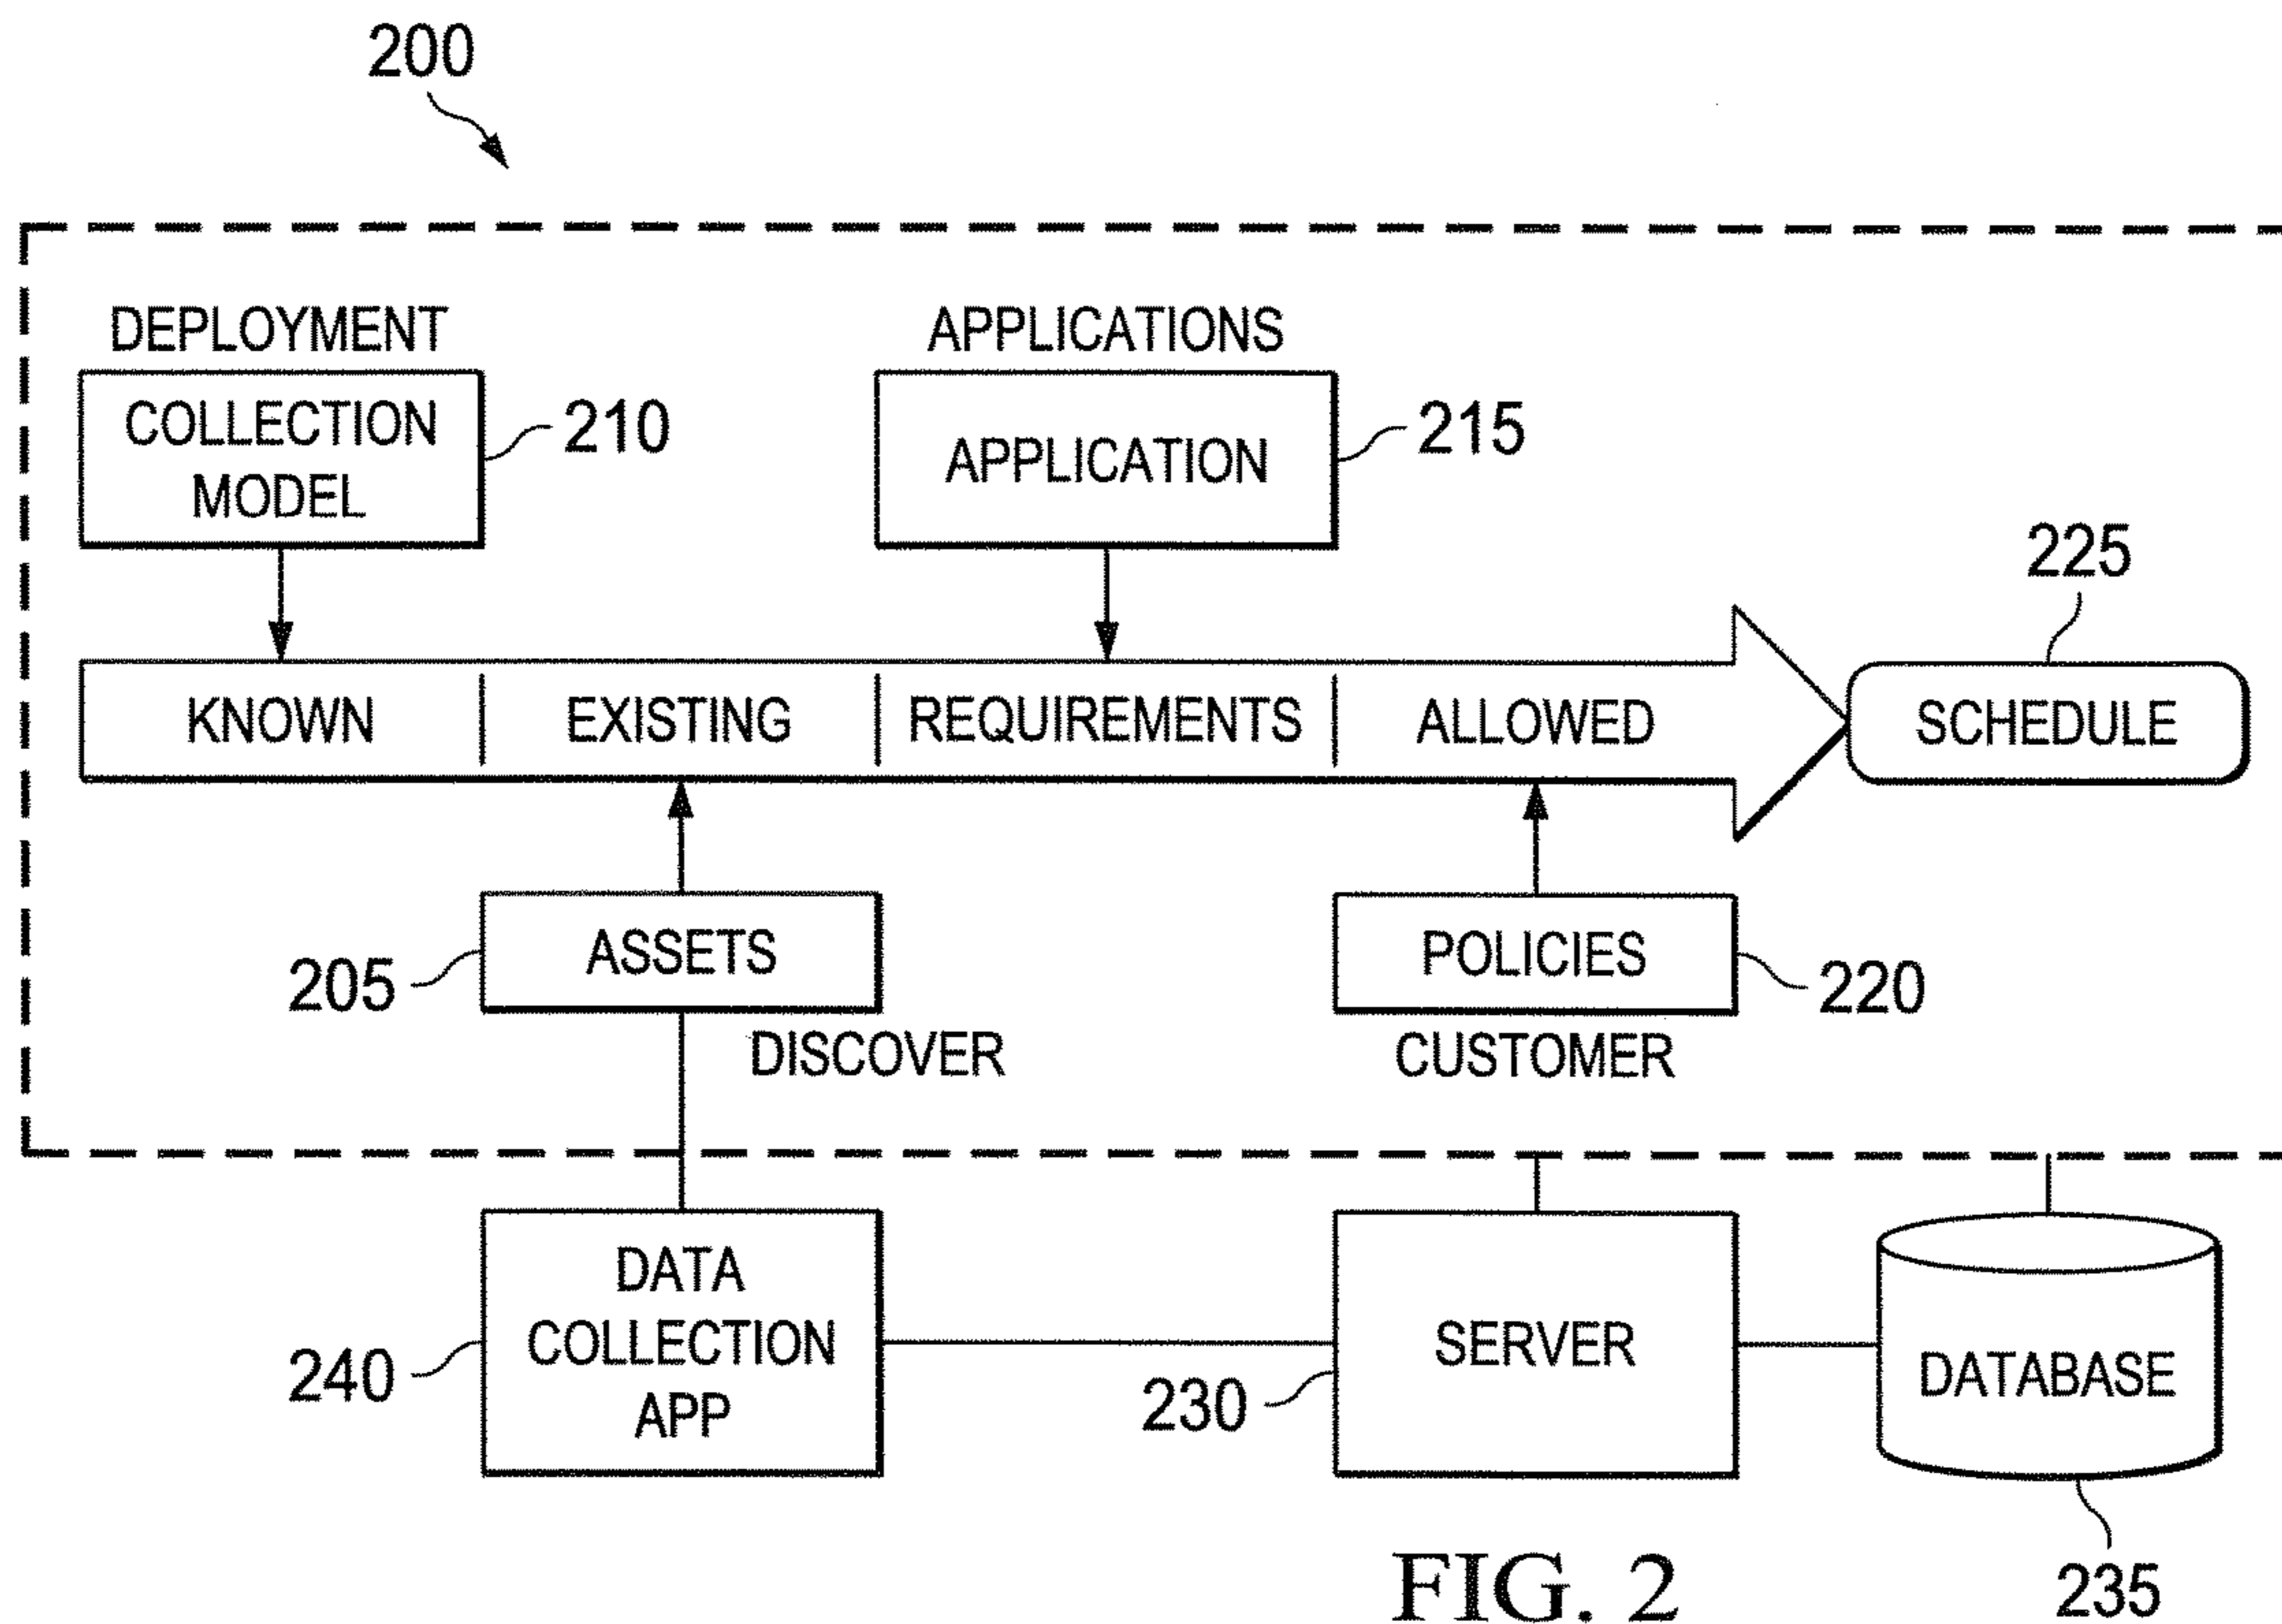 200
DEPLOYMENT
COLLECTION
MODEL
210
APPLICATIONS
APPLICATION
215
225
KNOWN
EXISTING
REQUIREMENTS
ALLOWED
SCHEDULE
205
ASSETS
DISCOVER
POLICIES
220
CUSTOMER
240
DATA
COLLECTION
APP
230
SERVER
DATABASE
235
FIG. 2